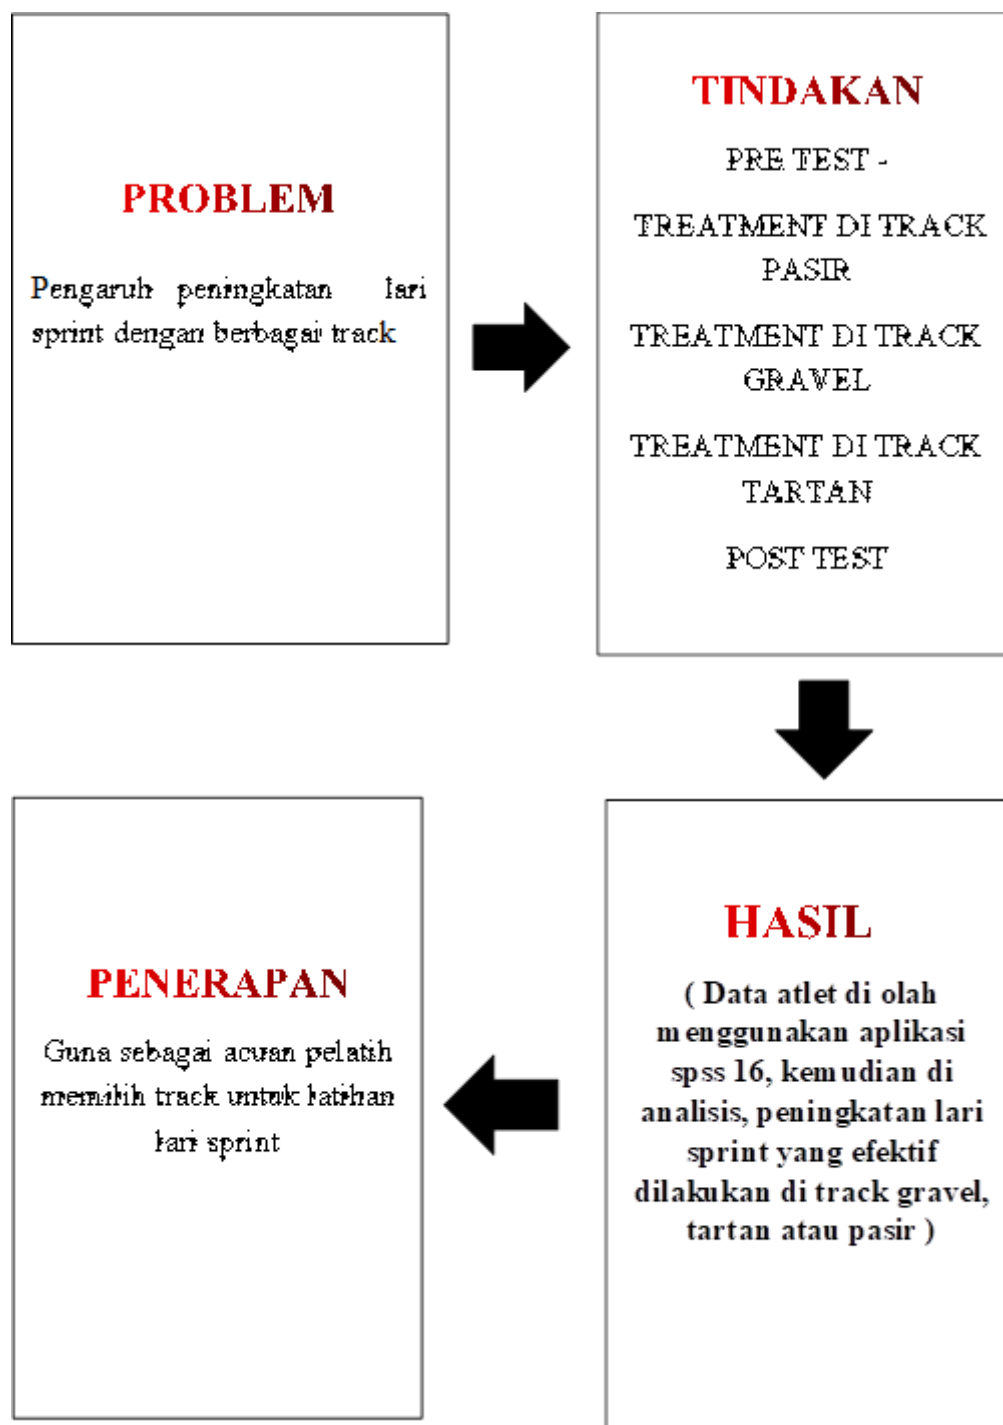 PROBLEM
Pengaruh peningkatan lari
sprint dengan berbagai track
TINDAKAN
PRE TEST -
TREATMENT DI TRACK
PASIR
TREATMENT DI TRACK
GRAVEL
TREATMENT DI TRACK
TARTAN
POST TEST
HASIL
( Data atlet di olah
menggunakan aplikasi
spss 16, kemudian di
analisis, peningkatan lari
sprint yang efektif
dilakukan di track gravel,
tartan atau pasir )
PENERAPAN
Guna sebagai acuan pelatih
memilih track untuk latihan
lari sprint